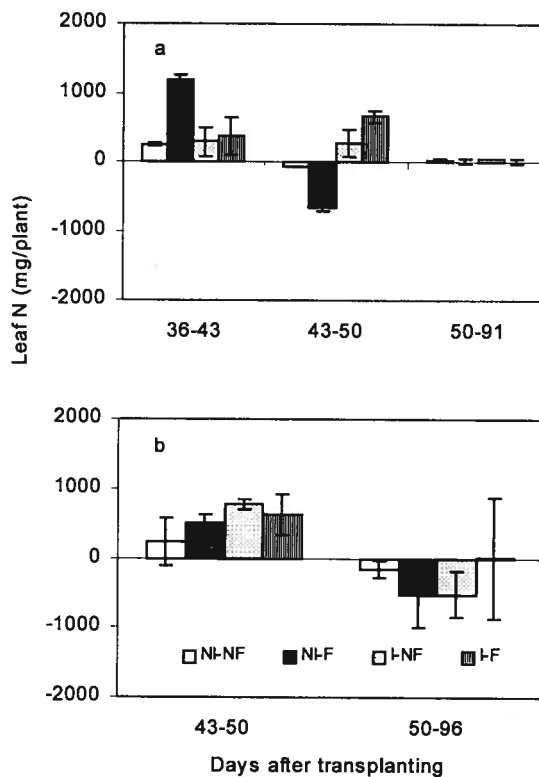 2000
a
1000
0
-1000
-2000
36-43 43-50 50-91
Leaf N (mg/plant)
2000
b
1000
0
-1000
NI-NF NI-F I-NF I-F
-2000
43-50 50-96
Days after transplanting